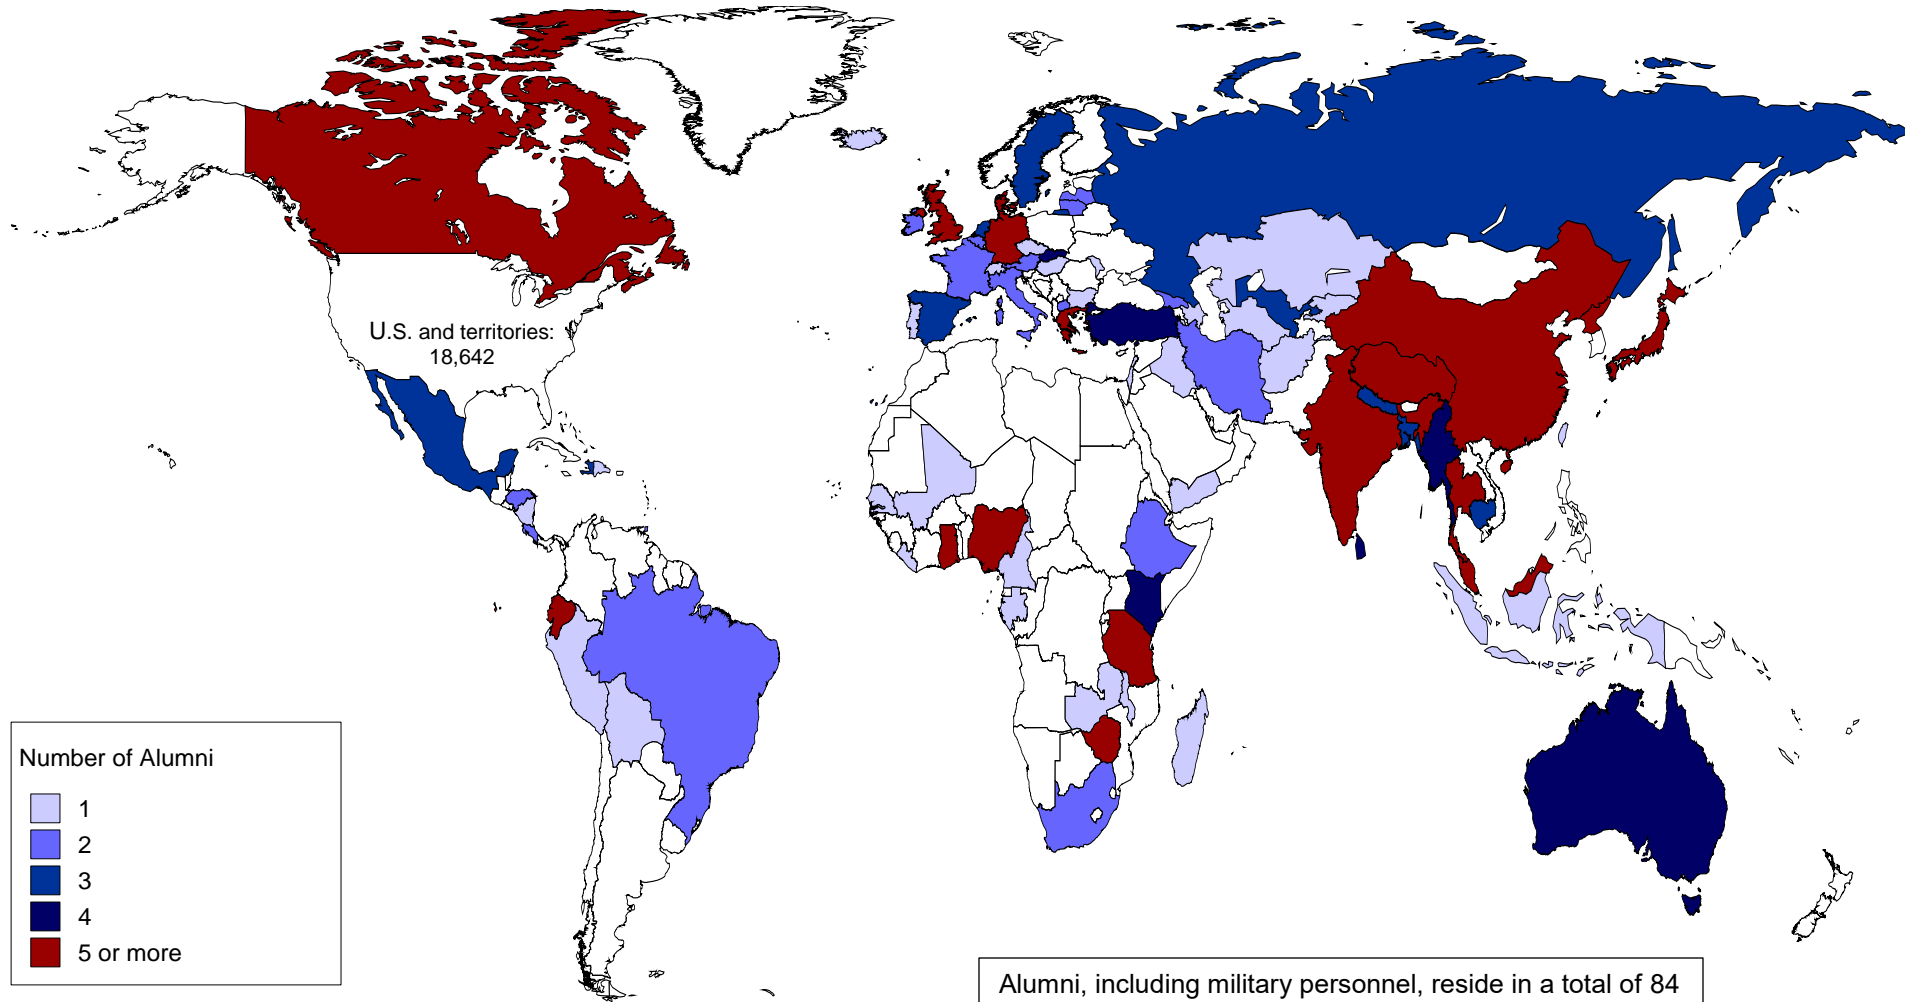 U.S. and territories:
18,642
Number of Alumni
1
2
3
4
5 or more
Alumni, including military personnel, reside in a total of 84